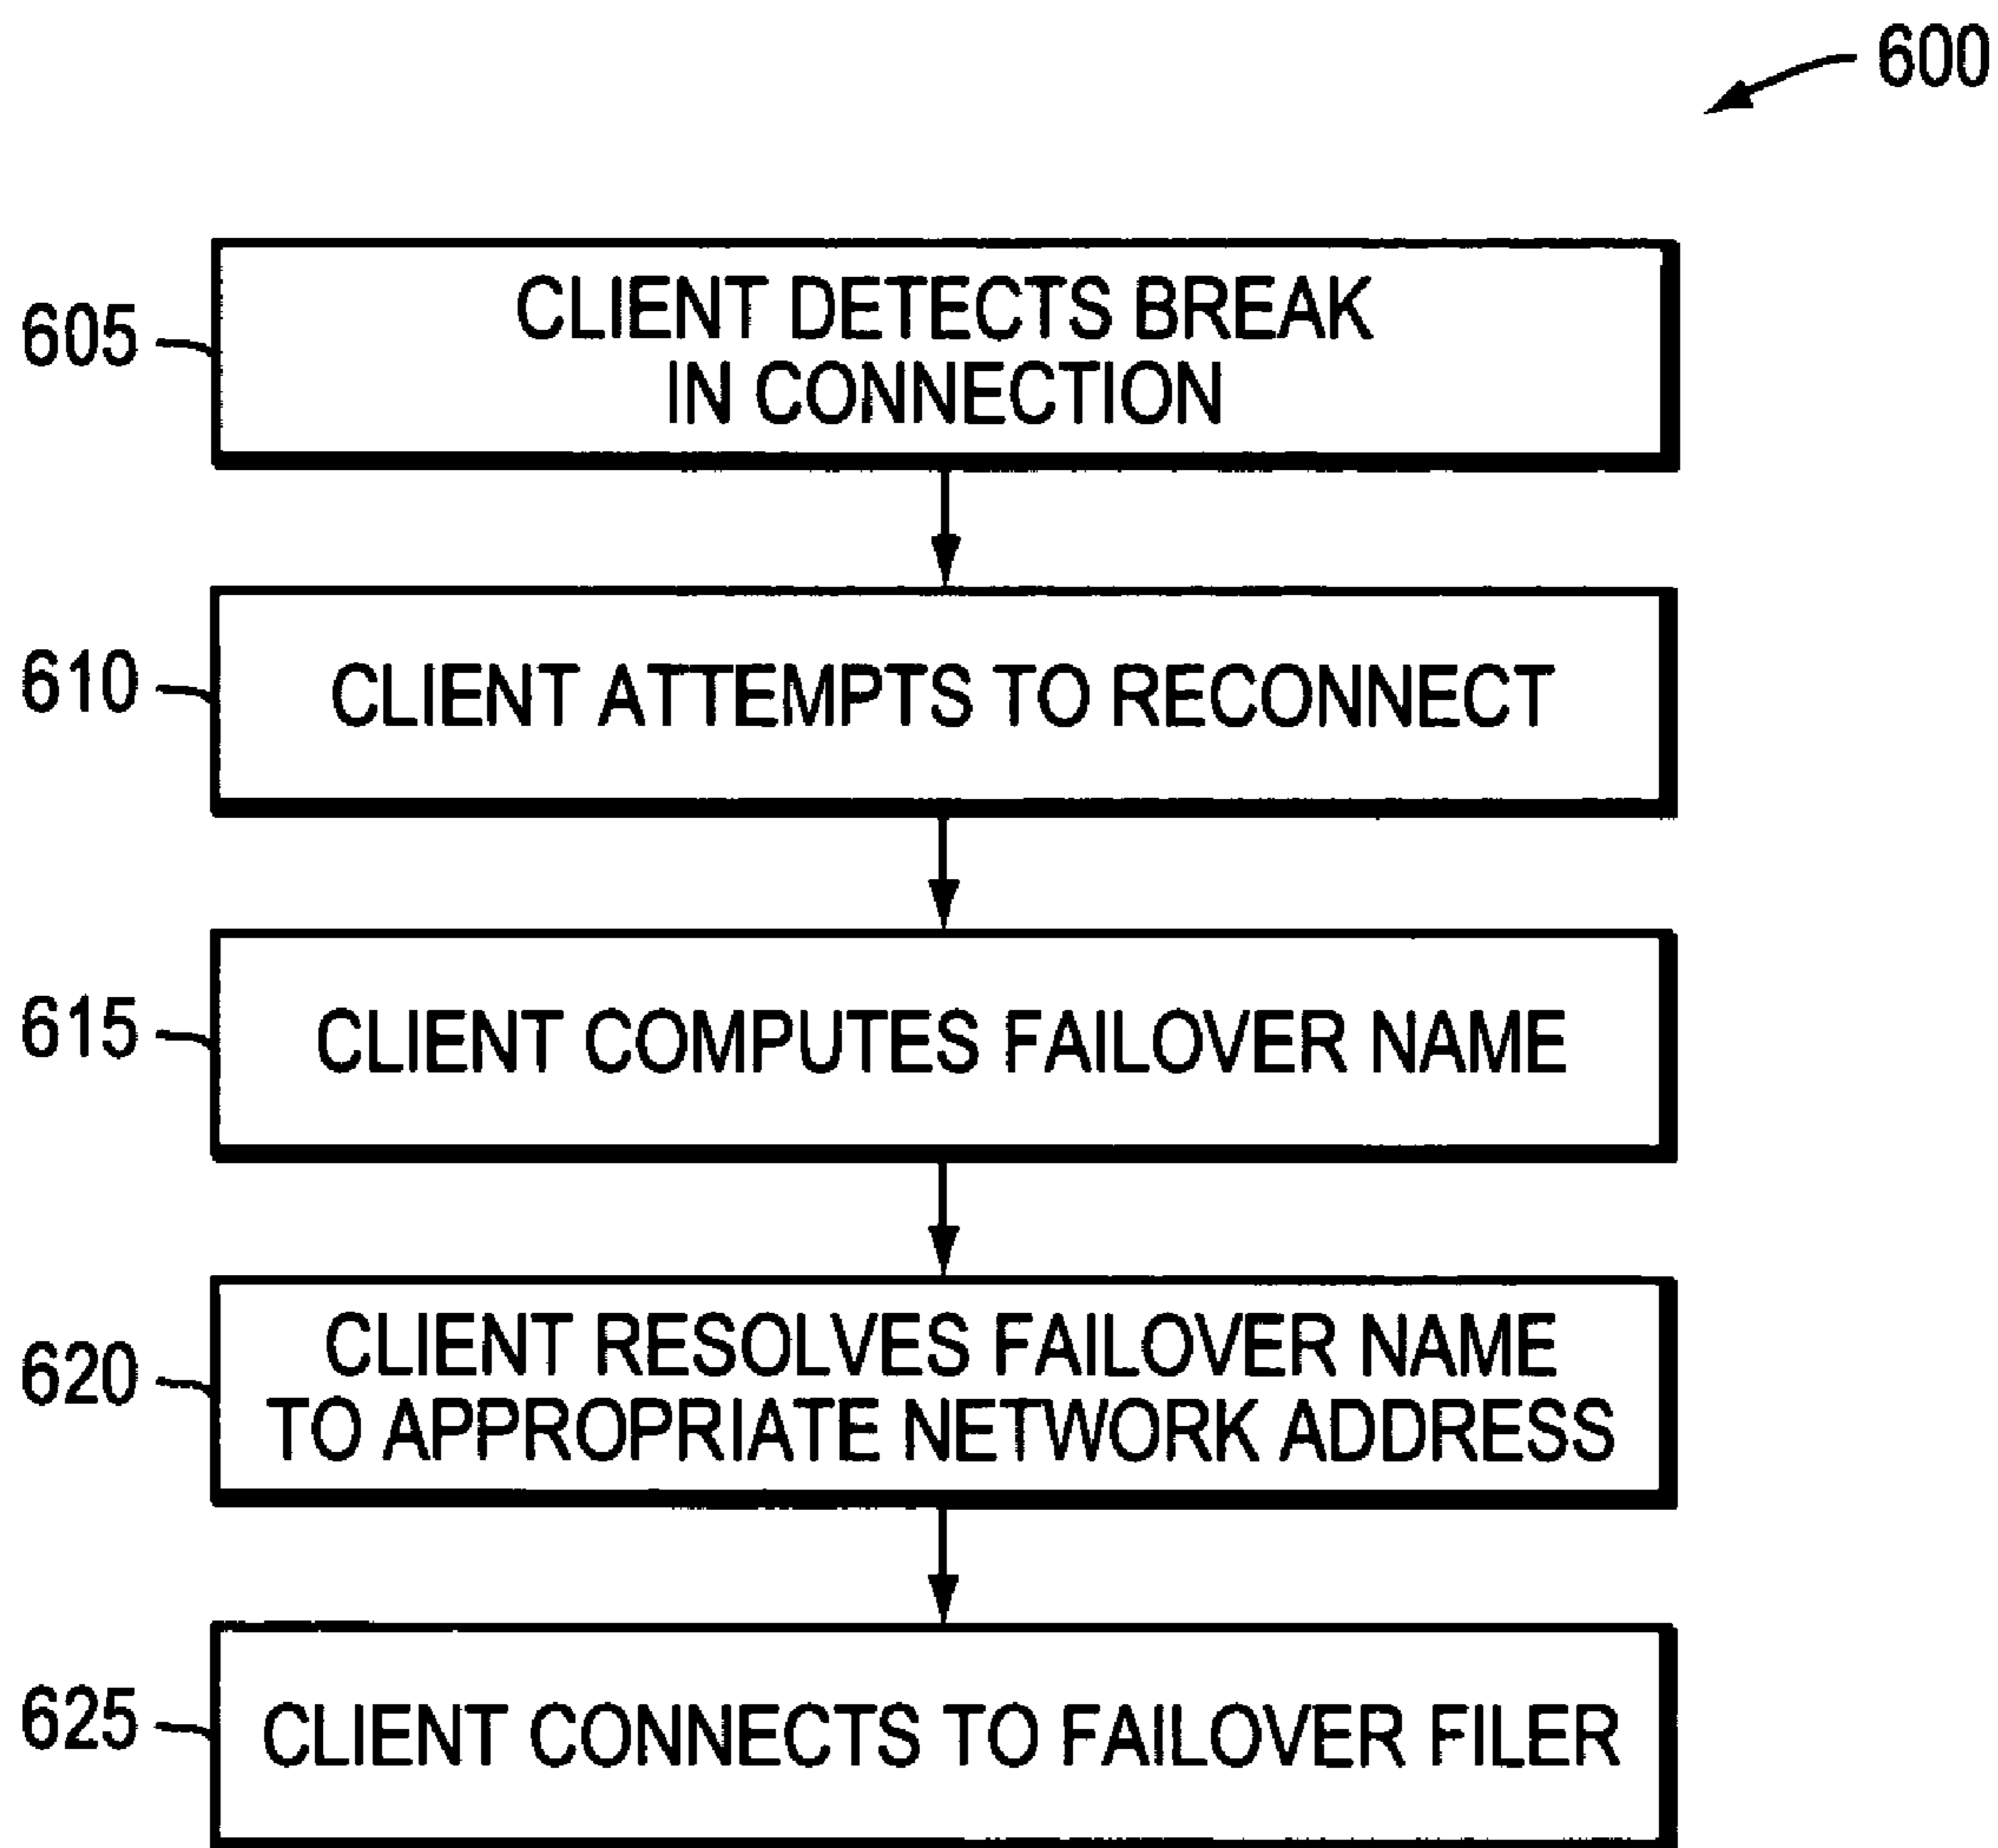 600
605
CLIENT DETECTS BREAK
IN CONNECTION
610
CLIENT ATTEMPTS TO RECONNECT
615
CLIENT COMPUTES FAILOVER NAME
620
CLIENT RESOLVES FAILOVER NAME
TO APPROPRIATE NETWORK ADDRESS
625
CLIENT CONNECTS TO FAILOVER FILER